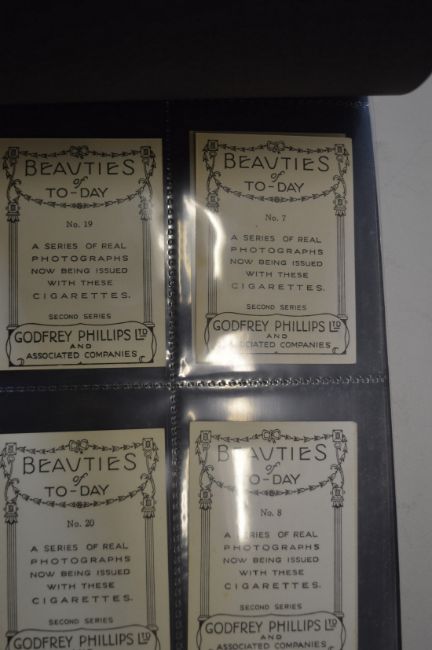 BEAUTIES
of
TO-DAY
No. 19
A SERIES OF REAL
PHOTOGRAPHS
NOW BEING ISSUED
WITH THESE
CIGARETTES.
SECOND SERIES
GODFREY PHILLIPS LTD
AND
ASSOCIATED COMPANIES
BEAUTIES
of
TO-DAY
No. 7
A SERIES OF REAL
PHOTOGRAPHS
NOW BEING ISSUED
WITH THESE
CIGARETTES.
SECOND SERIES
GODFREY PHILLIPS LTD
AND
ASSOCIATED COMPANIES
BEAUTIES
of
TO-DAY
No. 20
A SERIES OF REAL
PHOTOGRAPHS
NOW BEING ISSUED
WITH THESE
CIGARETTES.
SECOND SERIES
GODFREY PHILLIPS LTD
BEAUTIES
of
TO-DAY
No. 8
A SERIES OF REAL
PHOTOGRAPHS
NOW BEING ISSUED
WITH THESE
CIGARETTES.
SECOND SERIES
GODFREY PHILLIPS LTD
AND
ASSOCIATED COMPANIES